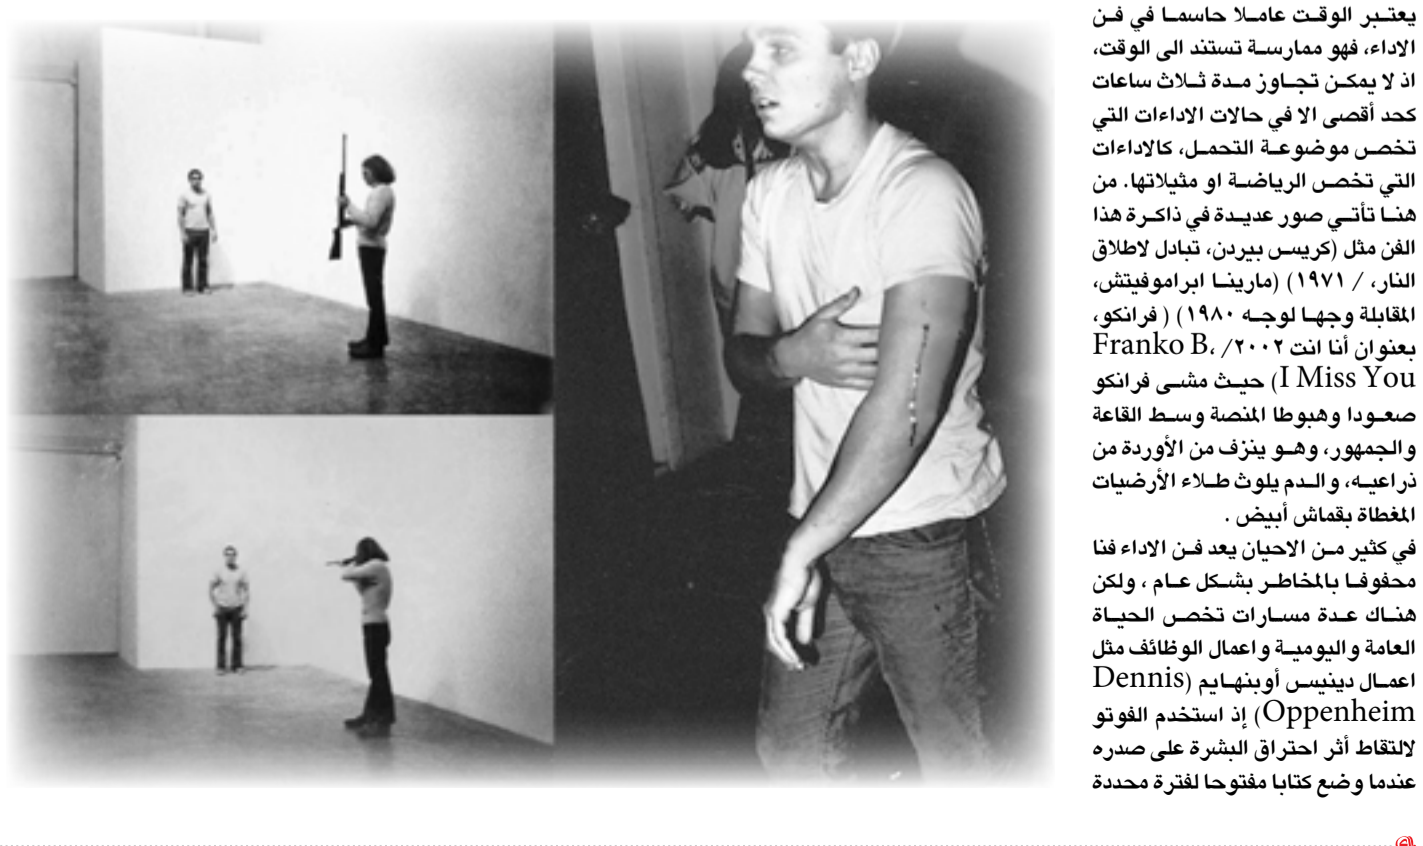 يعتبر الوقت عاملا حاسما في فن
الاداء، فهو ممارسة تستند الى الوقت،
اذ لا يمكن تجاوز مدة ثلاث ساعات
كحد أقصى الا في حالات الاداءات التي
تخص موضوعة التحمل، كالاداءات
التي تخص الرياضة او مثيلاتها. من
هنا تأتي صور عديدة في ذاكرة هذا
الفن مثل (كريس بيردن، تبادل لاطلاق
النار، / ١٩٧١) (مارينا ابراموفيتش،
المقابلة وجها لوجه ١٩٨٠) ( فرانكو،
بعنوان أنا انت ٢٠٠٢/ ،Franko B
I Miss You) حيث مشى فرانكو
صعودا وهبوطا المنصة وسط القاعة
والجمهور، وهو ينزف من الأوردة من
ذراعيه، والدم يلوث طلاء الأرضيات
المغطاة بقماش أبيض .
في كثير من الاحيان يعد فن الاداء فنا
محفوفا بالمخاطر بشكل عام ، ولكن
هناك عدة مسارات تخص الحياة
العامة واليومية واعمال الوظائف مثل
اعمال دينيس أوبنهايم (Dennis
Oppenheim) إذ استخدم الفوتو
لالتقاط أثر احتراق البشرة على صدره
عندما وضع كتابا مفتوحا لفترة محددة